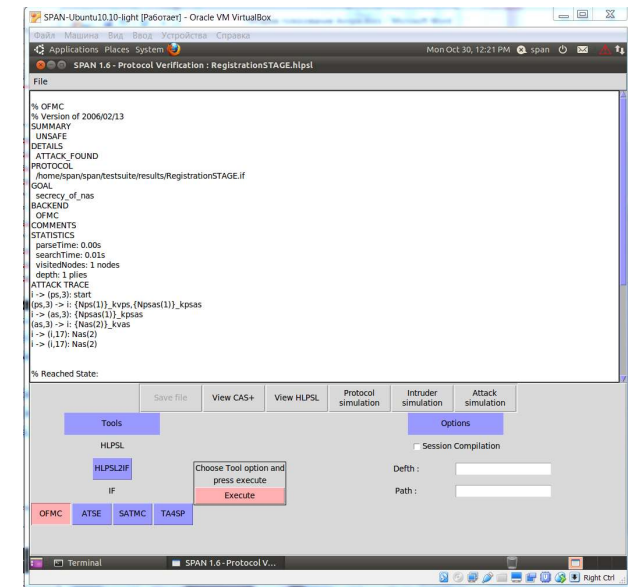 SPAN-Ubuntu10.10-light [Работает] - Oracle VM VirtualBox
Файл Машина Вид Ввод Устройства Справка
Applications Places System Mon Oct 30, 12:21 PM span
SPAN 1.6 - Protocol Verification : RegistrationSTAGE.hlpsl
File
% OFMC
% Version of 2006/02/13
SUMMARY
UNSAFE
DETAILS
ATTACK_FOUND
PROTOCOL
/home/span/span/testsuite/results/RegistrationSTAGE.if
GOAL
secrecy_of_nas
BACKEND
OFMC
COMMENTS
STATISTICS
parseTime: 0.00s
searchTime: 0.01s
visitedNodes: 1 nodes
depth: 1 plies
ATTACK TRACE
i -> (ps,3): start
(ps,3) -> i: {Nps(1)}_kvps,{Npsas(1)}_kpsas
i -> (as,3): {Npsas(1)}_kpsas
(as,3) -> i: {Nas(2)}_kvas
i -> (i,17): Nas(2)
i -> (i,17): Nas(2)
% Reached State:
Save file View CAS+ View HLPSL Protocol simulation Intruder simulation Attack simulation
Tools Options
HLPSL Session Compilation
HLPSL2IF Choose Tool option and press execute Defth :
IF Execute Path :
OFMC ATSE SATMC TA4SP
Terminal SPAN 1.6 - Protocol V...
Right Ctrl